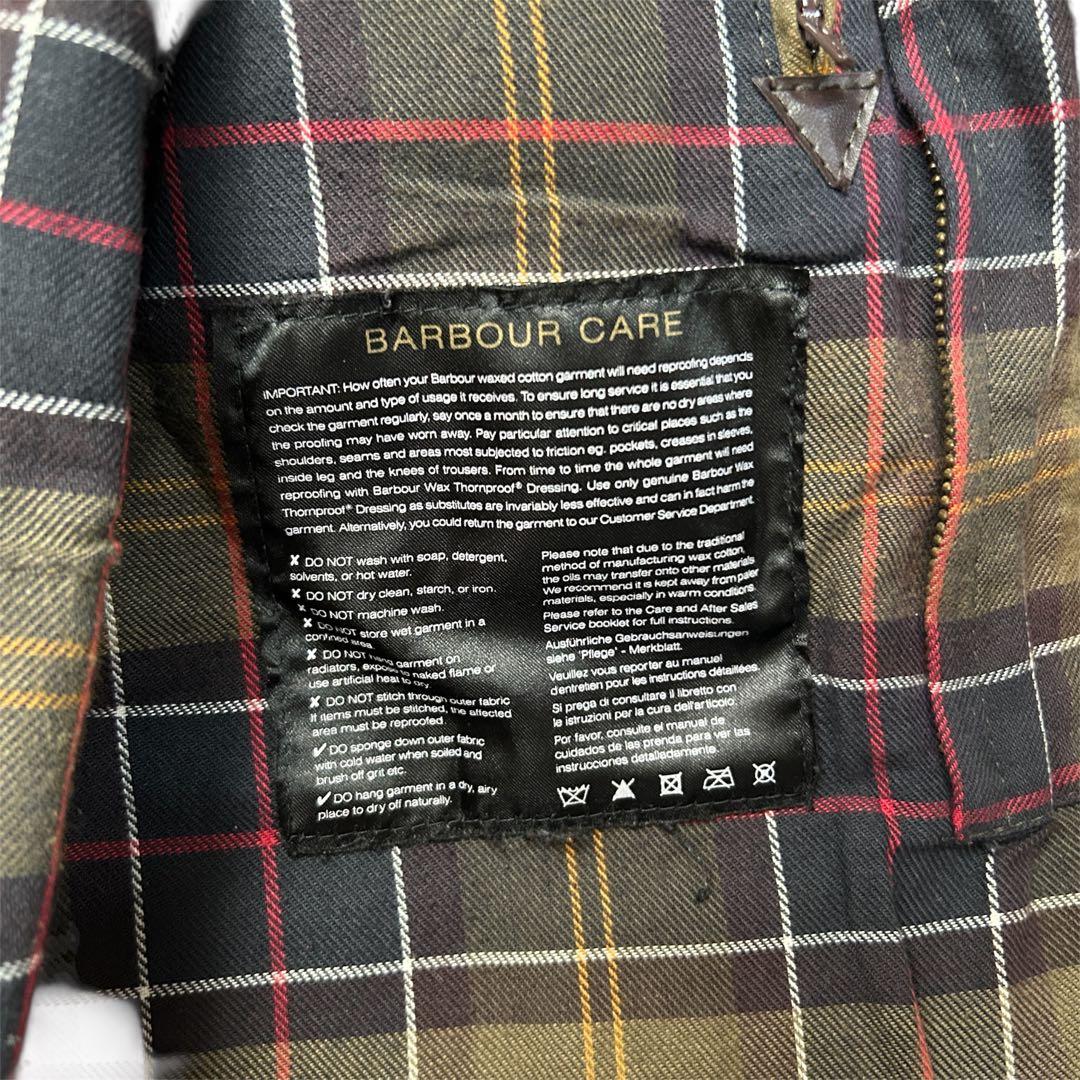 BARBOUR CARE
IMPORTANT: How often your Barbour waxed cotton garment will need reproofing depends
on the amount and type of usage it receives. To ensure long service it is essential that you
check the garment regularly, say once a month to ensure that there are no dry areas where
the proofing may have worn away. Pay particular attention to critical places such as the
shoulders, seams and areas most subjected to friction eg. pockets, creases in sleeves,
inside leg and the knees of trousers. From time to time the whole garment will need
reproofing with Barbour Wax Thornproof® Dressing. Use only genuine Barbour Wax
Thornproof® Dressing as substitutes are invariably less effective and can in fact harm the
garment. Alternatively, you could return the garment to our Customer Service Department.
✘ DO NOT wash with soap, detergent,
solvents, or hot water.
✘ DO NOT dry clean, starch, or iron.
✘ DO NOT machine wash.
✘ DO NOT store wet garment in a
confined area.
✘ DO NOT hang garment on
radiators, expose to naked flame or
use artificial heat to dry.
✘ DO NOT stitch through outer fabric
If items must be stitched, the affected
area must be reproofed.
✔ DO sponge down outer fabric
with cold water when soiled and
brush off grit etc.
✔ DO hang garment in a dry, airy
place to dry off naturally.
Please note that due to the traditional
method of manufacturing wax cotton,
the oils may transfer onto other materials
We recommend it is kept away from paler
materials, especially in warm conditions.
Please refer to the Care and After Sales
Service booklet for full instructions.
Ausführliche Gebrauchsanweisungen
siehe 'Pflege' - Merkblatt.
Veuillez vous reporter au manuel
d'entretien pour les instructions détaillées.
Si prega di consultare il libretto con
le istruzioni per la cura dell'articolo.
Por favor, consulte el manual de
cuidados de las prenda para ver las
instrucciones detalladamente.